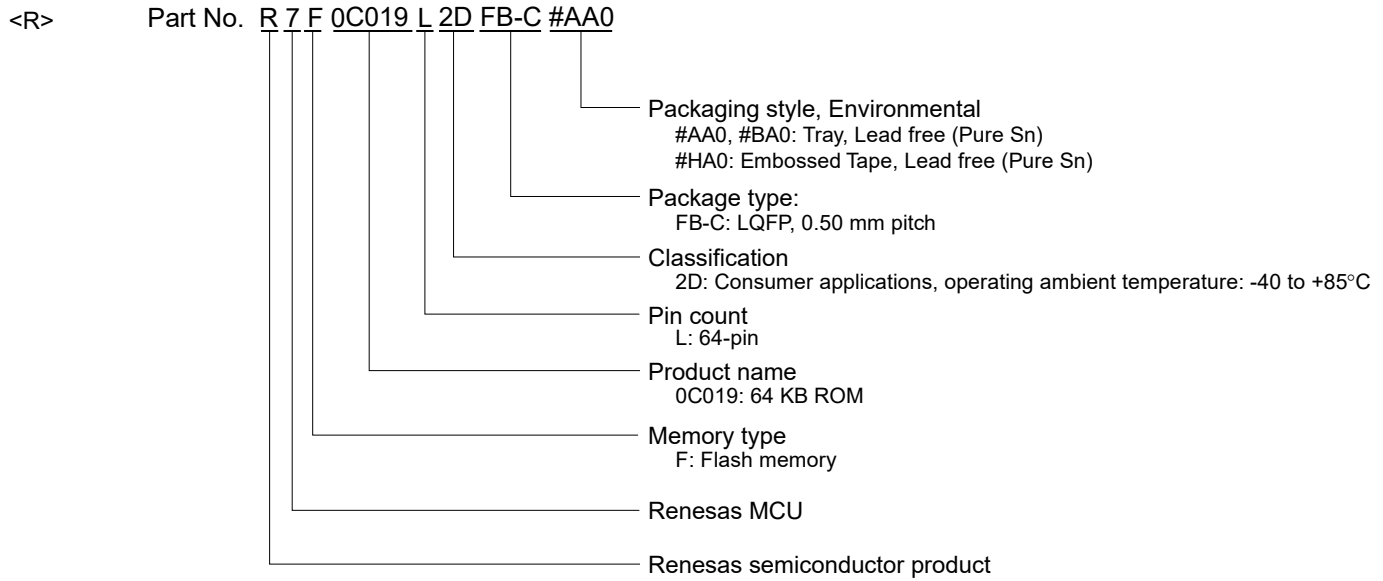 <R> Part No. R 7 F 0C019 L 2D FB-C #AA0
Packaging style, Environmental
#AA0, #BA0: Tray, Lead free (Pure Sn)
#HA0: Embossed Tape, Lead free (Pure Sn)
Package type:
FB-C: LQFP, 0.50 mm pitch
Classification
2D: Consumer applications, operating ambient temperature: -40 to +85°C
Pin count
L: 64-pin
Product name
0C019: 64 KB ROM
Memory type
F: Flash memory
Renesas MCU
Renesas semiconductor product